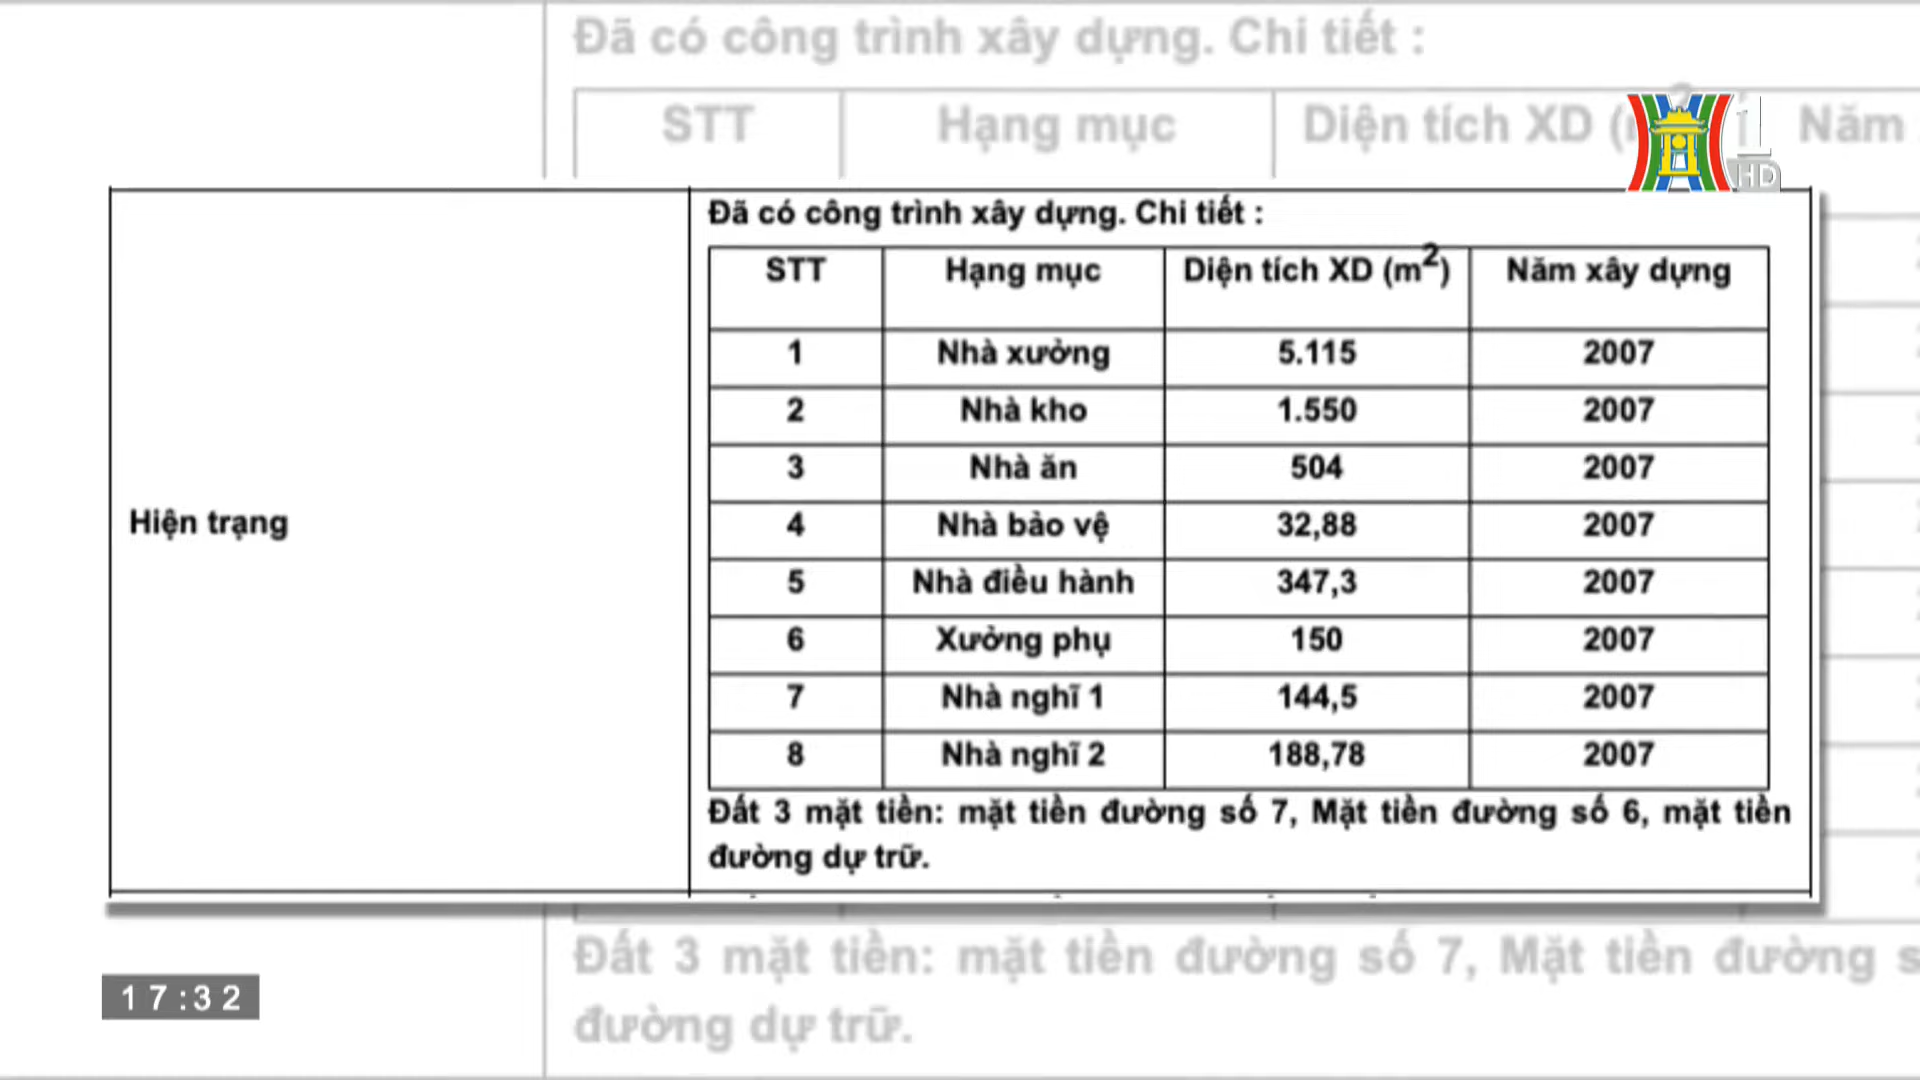 Đã có công trình xây dựng. Chi tiết :
STT Hạng mục Diện tích XD ( Năm
1
HD
Đã có công trình xây dựng. Chi tiết :
STT Hạng mục Diện tích XD (m2) Năm xây dựng
1 Nhà xưởng 5.115 2007
2 Nhà kho 1.550 2007
3 Nhà ăn 504 2007
4 Nhà bảo vệ 32,88 2007
Hiện trạng
5 Nhà điều hành 347,3 2007
6 Xưởng phụ 150 2007
7 Nhà nghĩ 1 144,5 2007
8 Nhà nghĩ 2 188,78 2007
Đất 3 mặt tiền: mặt tiền đường số 7, Mặt tiền đường số 6, mặt tiền
đường dự trữ.
Đất 3 mặt tiền: mặt tiền đường số 7, Mặt tiền đường s
đường dự trữ.
17:32